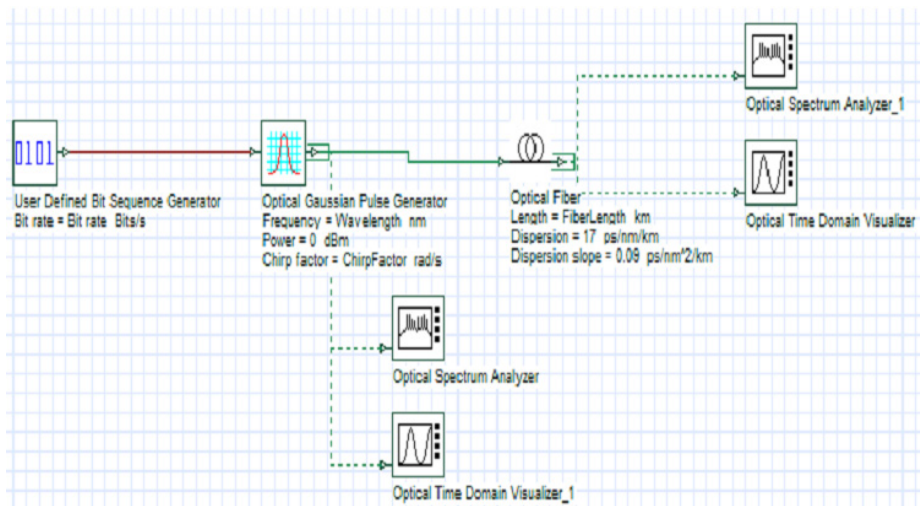 Optical Spectrum Analyzer_1
0101
User Defined Bit Sequence Generator
Bit rate = Bit rate Bits/s
Optical Gaussian Pulse Generator
Frequency = Wavelength nm
Power = 0 dBm
Chirp factor = ChirpFactor rad/s
Optical Fiber
Length = FiberLength km
Dispersion = 17 ps/nm/km
Dispersion slope = 0.09 ps/nm^2/km
Optical Time Domain Visualizer
Optical Spectrum Analyzer
Optical Time Domain Visualizer_1